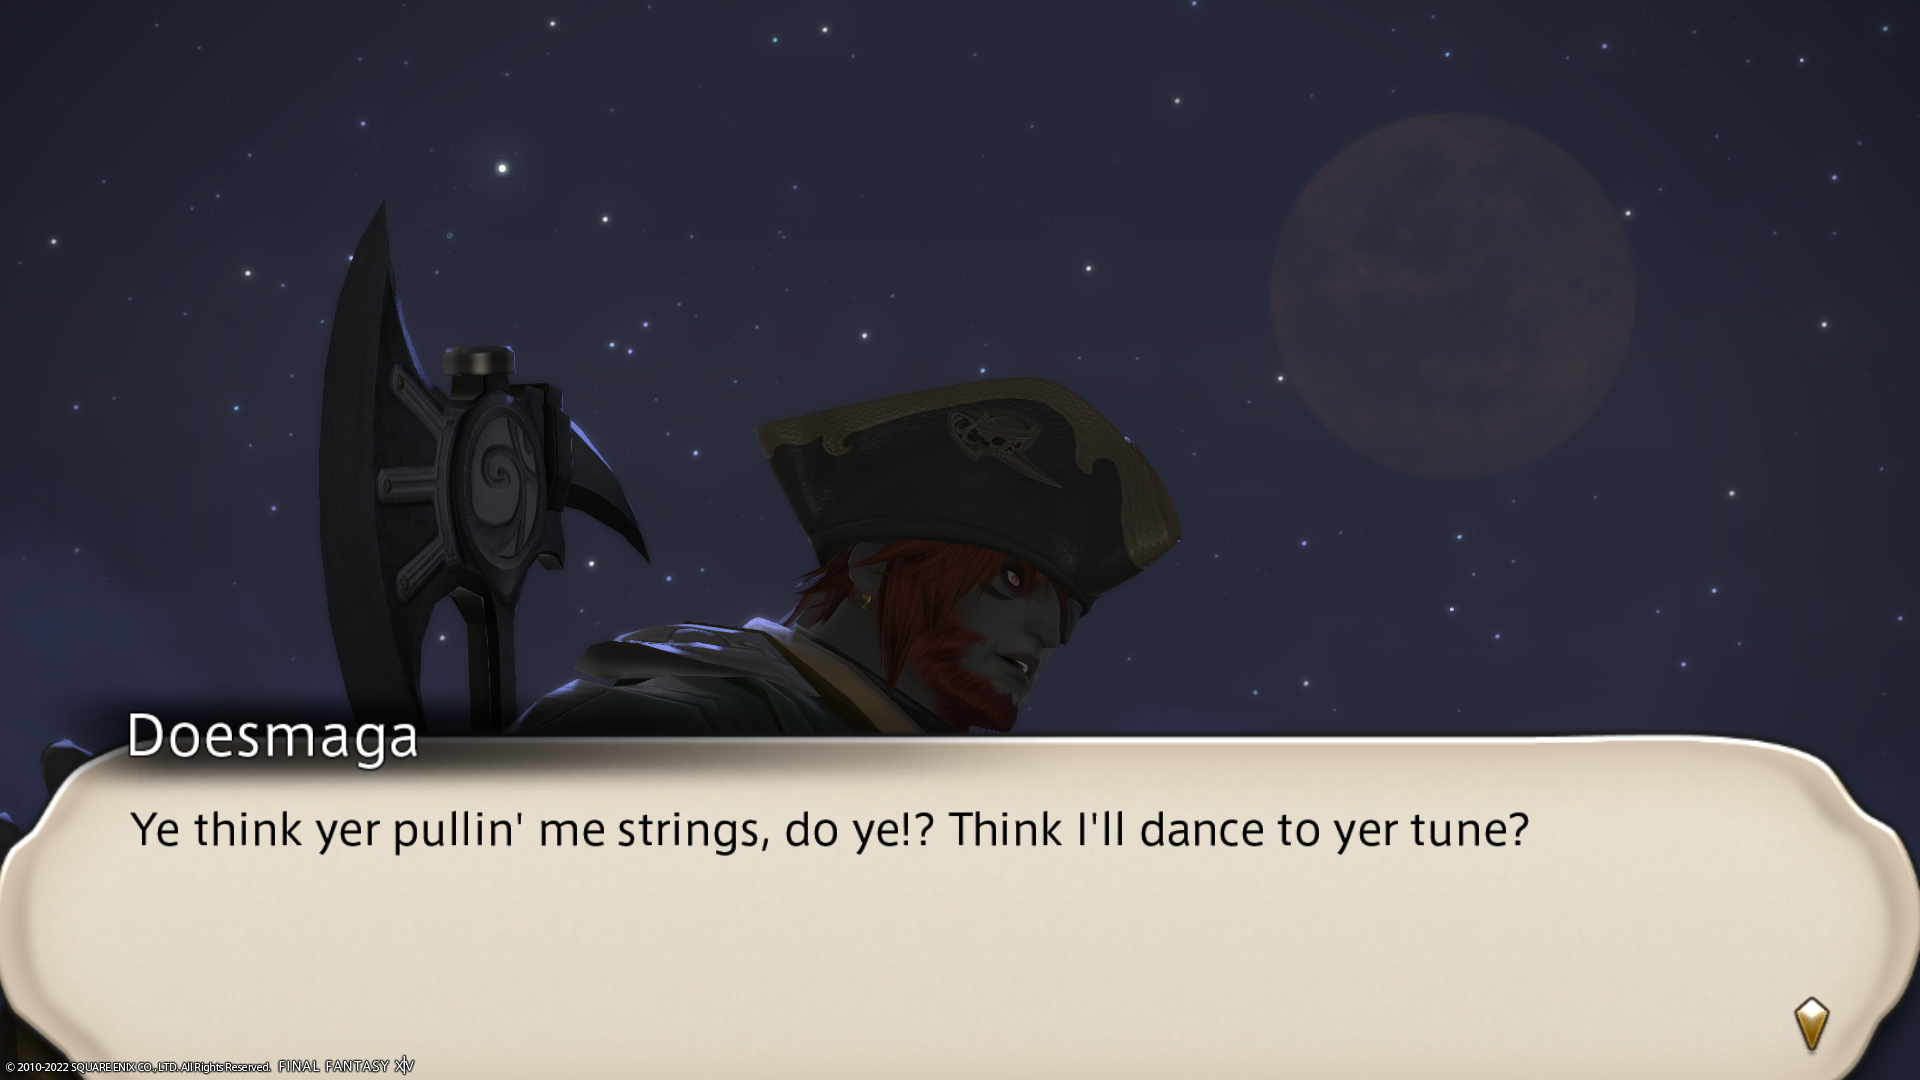 Doesmaga
Ye think yer pullin' me strings, do ye!? Think I'll dance to yer tune?
© 2010-2022 SQUARE ENIX CO., LTD. All Rights Reserved. FINAL FANTASY XIV